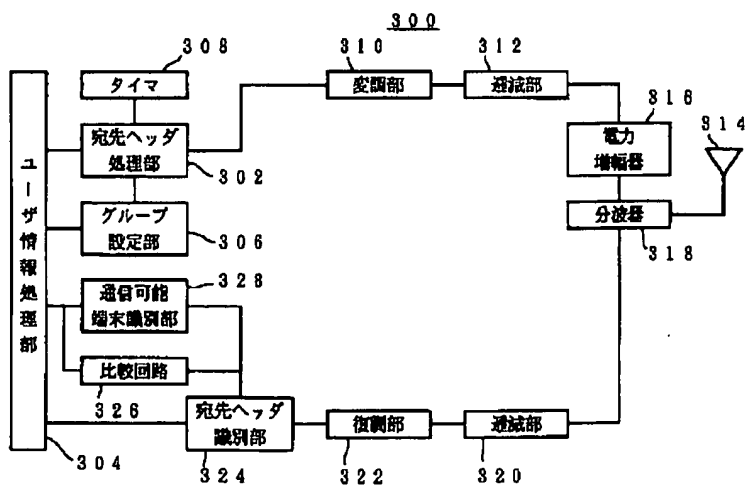 300
308
310
312
タイマ
変調部
逓減部
316
314
宛先ヘッダ
処理部
302
電力
増幅器
ユーザ情報処理部
グループ
設定部
306
分波器
318
328
通信可能
端末識別部
比較回路
326
宛先ヘッダ
識別部
復調部
逓減部
304
324
322
320